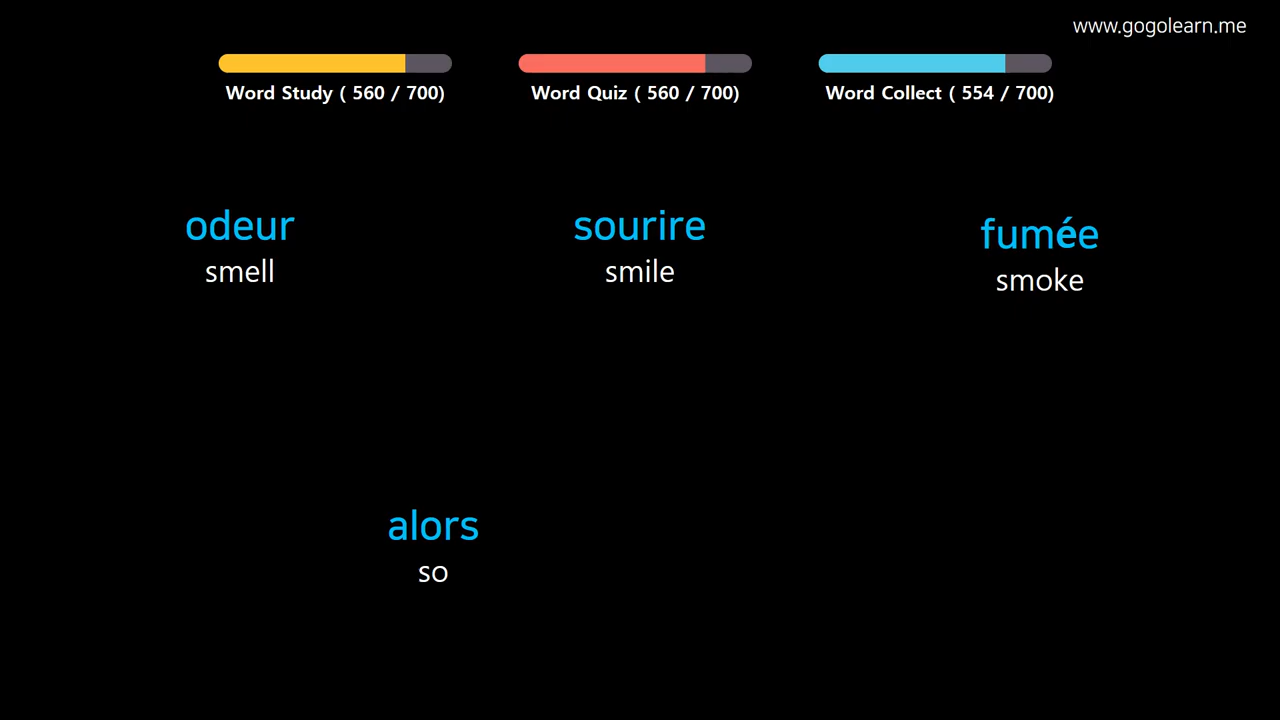 www.gogolearn.me
Word Study ( 560 / 700)
Word Quiz ( 560 / 700)
Word Collect ( 554 / 700)
odeur
smell
sourire
smile
fumée
smoke
alors
so